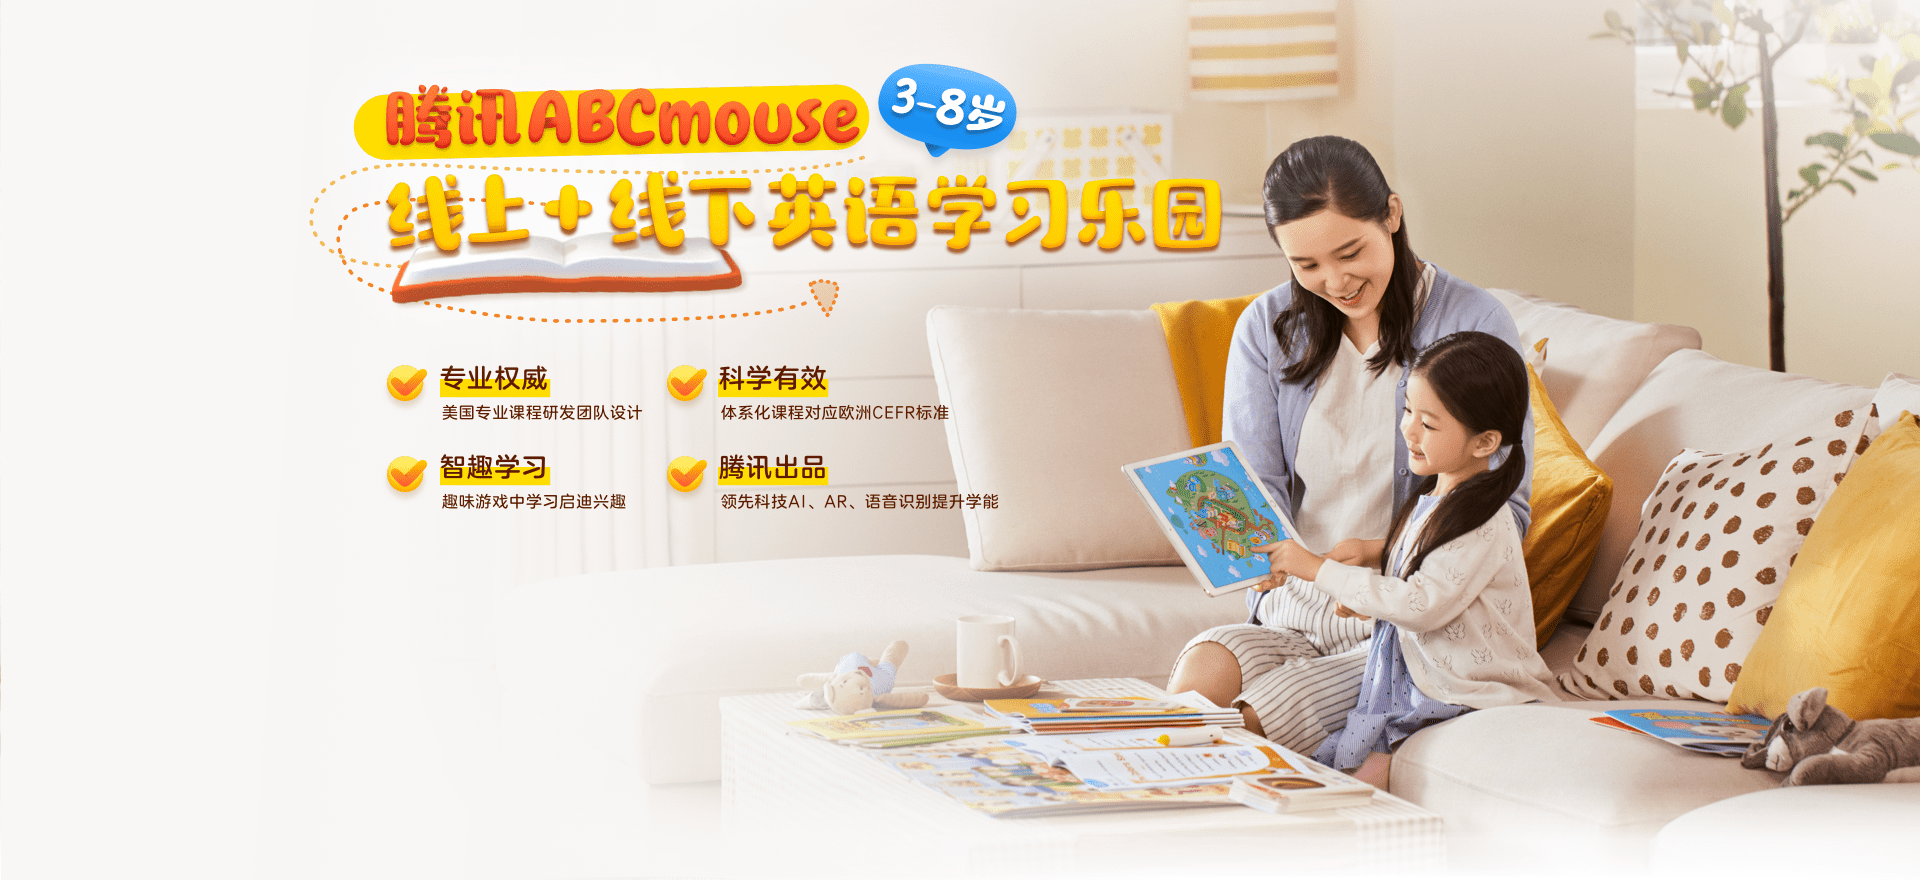 腾讯ABCmouse
3-8岁
线上+线下英语学习乐园
专业权威
美国专业课程研发团队设计
科学有效
体系化课程对应欧洲CEFR标准
智趣学习
趣味游戏中学习启迪兴趣
腾讯出品
领先科技AI、AR、语音识别提升学能